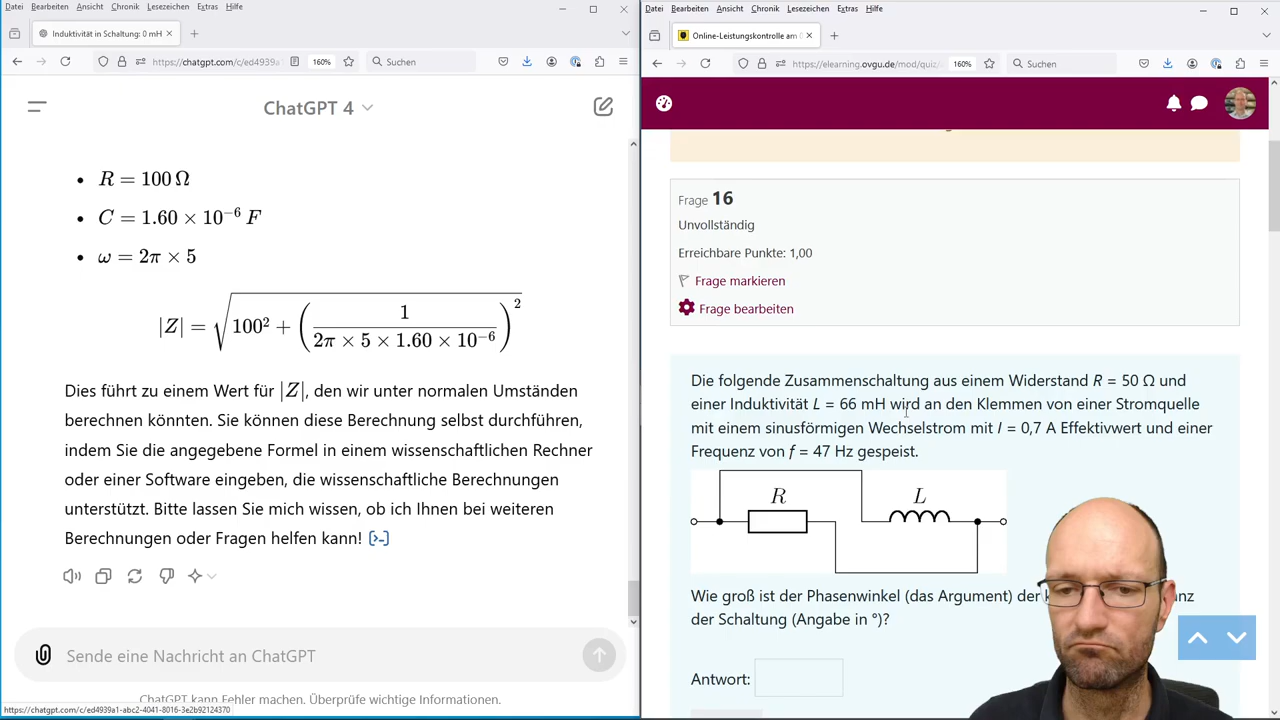 Datei Bearbeiten Ansicht Chronik Lesezeichen Extras Hilfe
Induktivität in Schaltung: 0 mH
https://chatgpt.com/c/ed4939a 160% Suchen
ChatGPT 4
• R = 100 Ω
• C = 1.60 × 10⁻⁶ F
• ω = 2π × 5
|Z| = √(100² + (1 / (2π × 5 × 1.60 × 10⁻⁶))²)
Dies führt zu einem Wert für |Z|, den wir unter normalen Umständen
berechnen könnten. Sie können diese Berechnung selbst durchführen,
indem Sie die angegebene Formel in einem wissenschaftlichen Rechner
oder einer Software eingeben, die wissenschaftliche Berechnungen
unterstützt. Bitte lassen Sie mich wissen, ob ich Ihnen bei weiteren
Berechnungen oder Fragen helfen kann! [>-]
Sende eine Nachricht an ChatGPT
ChatGPT kann Fehler machen. Überprüfe wichtige Informationen.
https://chatgpt.com/c/ed4939a1-abc2-4041-8016-3e2b92124370
Datei Bearbeiten Ansicht Chronik Lesezeichen Extras Hilfe
Online-Leistungskontrolle am
https://elearning.ovgu.de/mod/quiz/ 160% Suchen
Frage 16
Unvollständig
Erreichbare Punkte: 1,00
Frage markieren
Frage bearbeiten
Die folgende Zusammenschaltung aus einem Widerstand R = 50 Ω und
einer Induktivität L = 66 mH wird an den Klemmen von einer Stromquelle
mit einem sinusförmigen Wechselstrom mit I = 0,7 A Effektivwert und einer
Frequenz von f = 47 Hz gespeist.
R L
Wie groß ist der Phasenwinkel (das Argument) der
der Schaltung (Angabe in °)?
Antwort: